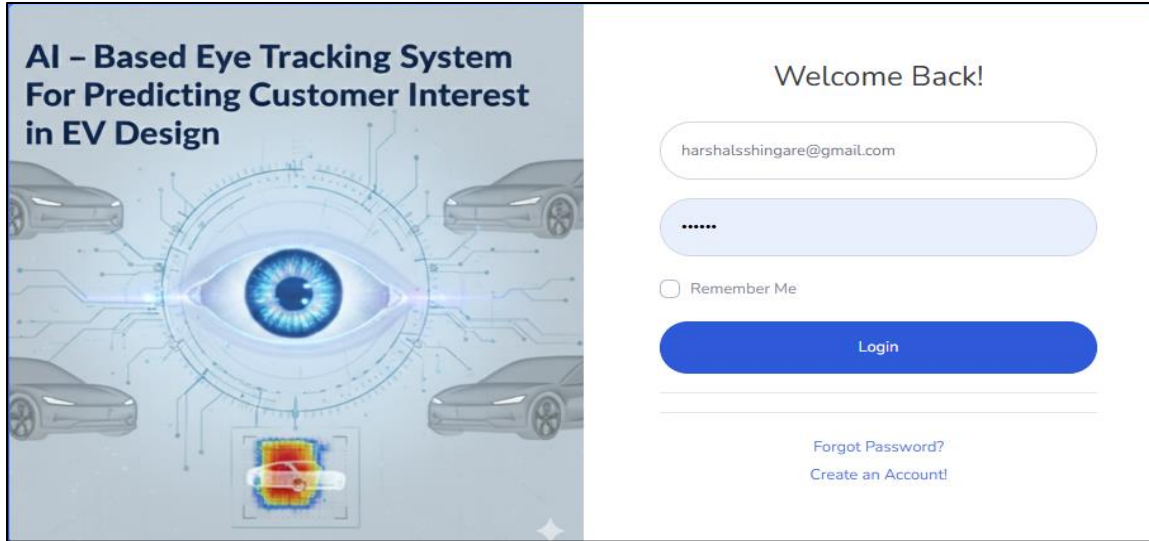 AI – Based Eye Tracking System
For Predicting Customer Interest
in EV Design
Welcome Back!
harshalsshingare@gmail.com
••••••
Remember Me
Login
Forgot Password?
Create an Account!